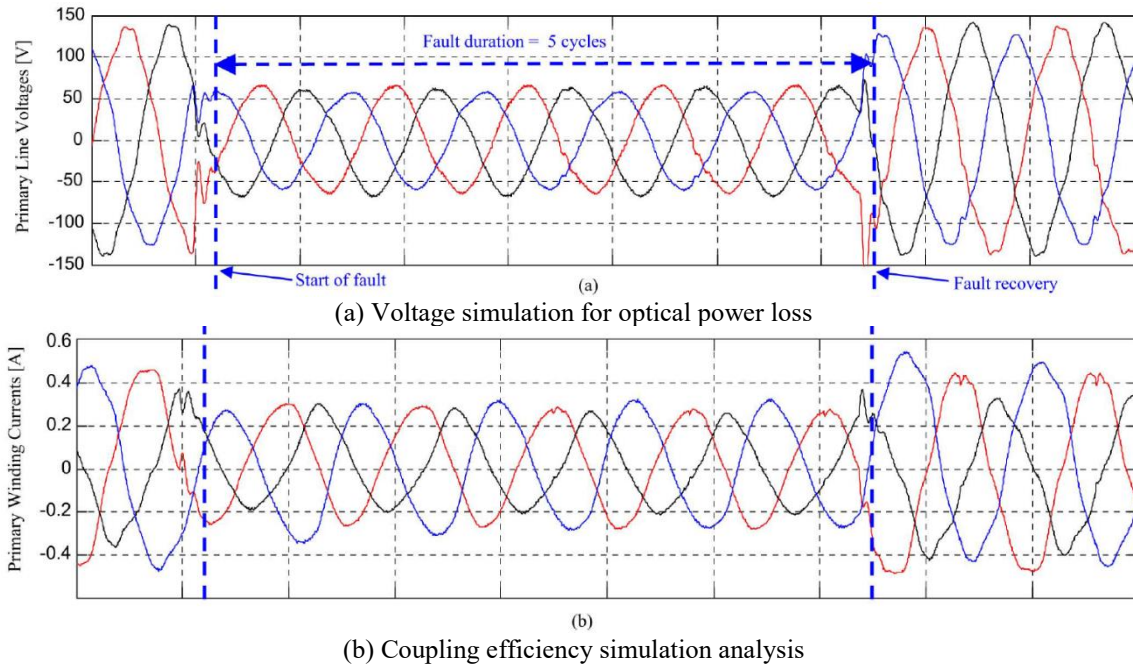 Primary Line Voltages [V]
150
100
50
0
-50
-100
-150
Fault duration = 5 cycles
Start of fault
(a)
Fault recovery
(a) Voltage simulation for optical power loss
Primary Winding Currents [A]
0.6
0.4
0.2
0
-0.2
-0.4
(b)
(b) Coupling efficiency simulation analysis